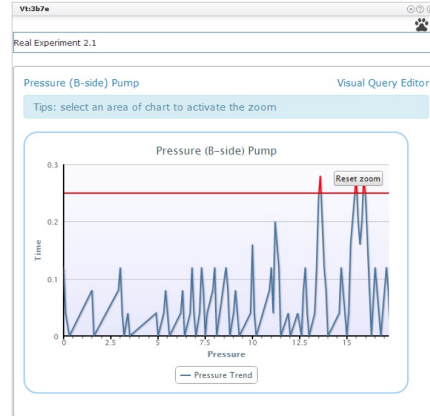 Vt:3b7e
Real Experiment 2.1
Pressure (B-side) Pump Visual Query Editor
Tips: select an area of chart to activate the zoom
Pressure (B-side) Pump
Reset zoom
0.3
0.2
0.1
0
Time
0 2.5 5 7.5 10 12.5 15
Pressure
Pressure Trend